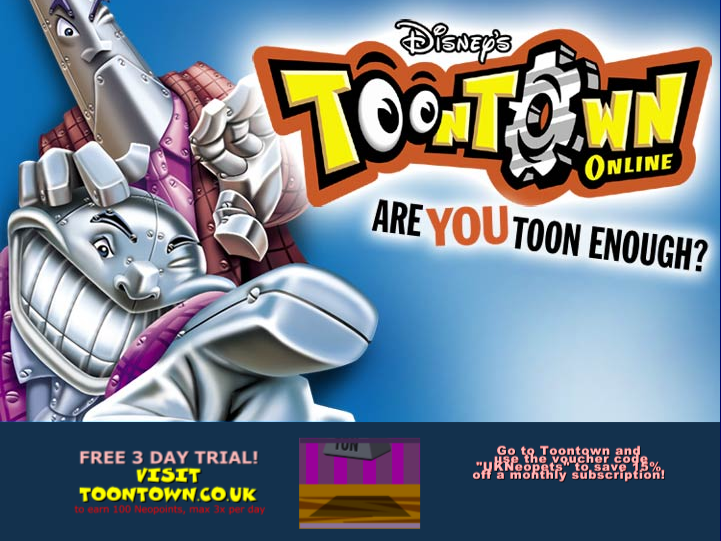 Disney's
TOONTOWN
ONLINE
ARE YOU TOON ENOUGH?
TON
FREE 3 DAY TRIAL!
VISIT
TOONTOWN.CO.UK
to earn 100 Neopoints, max 3x per day
Go to Toontown and
use the voucher code
"UKNeopets" to save 15%
off a monthly subscription!